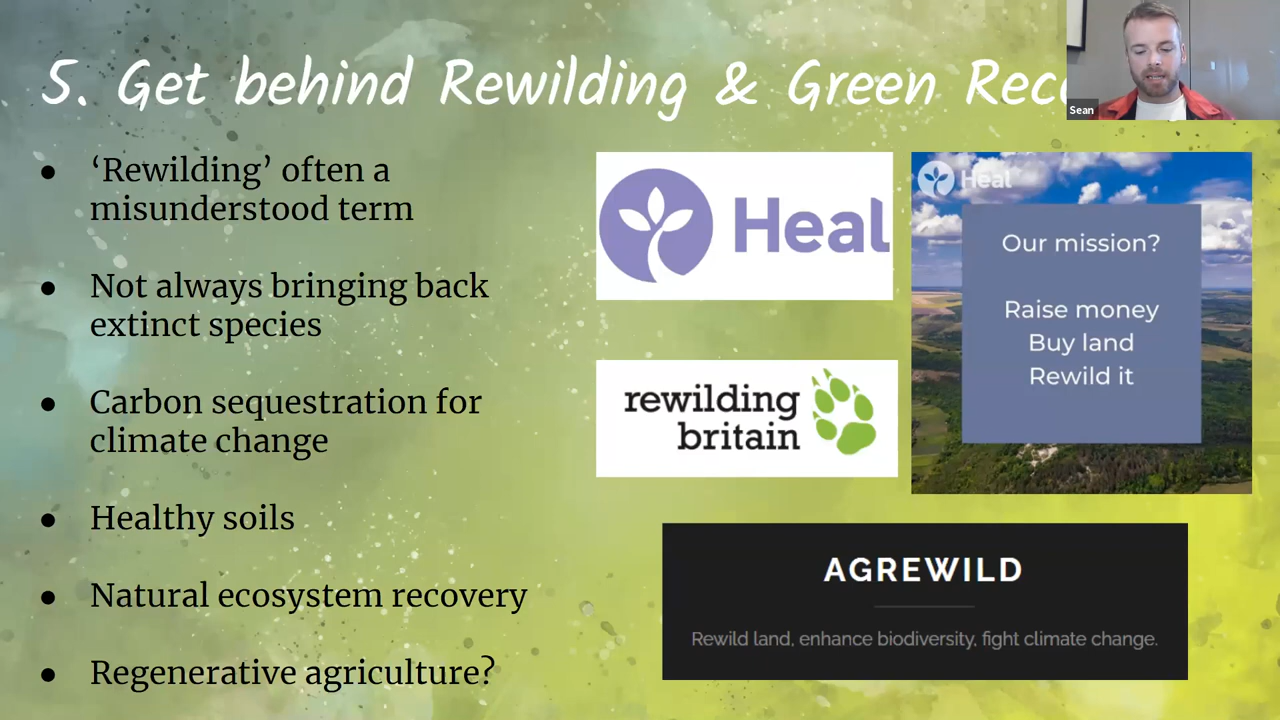 5. Get behind Rewilding & Green
Sean
● ‘Rewilding’ often a
misunderstood term
● Not always bringing back
extinct species
● Carbon sequestration for
climate change
● Healthy soils
● Natural ecosystem recovery
● Regenerative agriculture?
Heal
rewilding
britain
Heal
Our mission?
Raise money
Buy land
Rewild it
AGREWILD
Rewild land, enhance biodiversity, fight climate change.